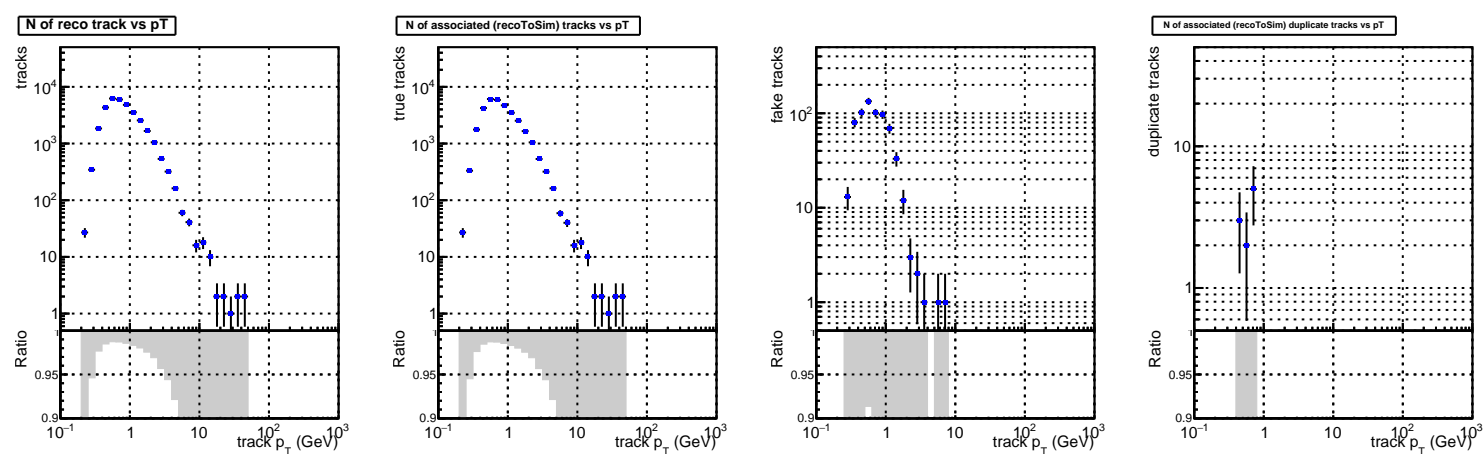 N of reco track vs pT
tracks
10^4
10^3
10^2
10
1
Ratio
1
0.95
0.9
10^-1 1 10 10^2 10^3
track p_T (GeV)
N of associated (recoToSim) tracks vs pT
true tracks
10^4
10^3
10^2
10
1
Ratio
1
0.95
0.9
10^-1 1 10 10^2 10^3
track p_T (GeV)
fake tracks
10^2
10
1
Ratio
1
0.95
0.9
10^-1 1 10 10^2 10^3
track p_T (GeV)
N of associated (recoToSim) duplicate tracks vs pT
duplicate tracks
10
1
Ratio
1
0.95
0.9
10^-1 1 10 10^2 10^3
track p_T (GeV)